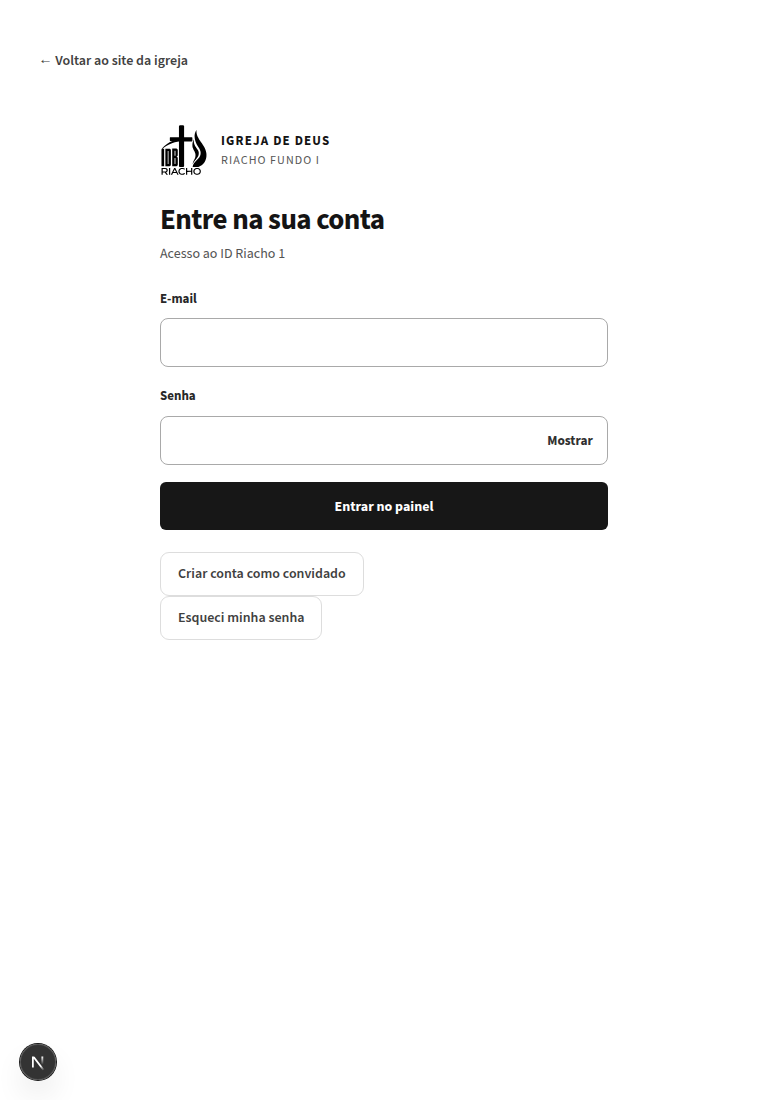 ← Voltar ao site da igreja
IDB
RIACHO
IGREJA DE DEUS
RIACHO FUNDO I
Entre na sua conta
Acesso ao ID Riacho 1
E-mail
Senha
Mostrar
Entrar no painel
Criar conta como convidado
Esqueci minha senha
N